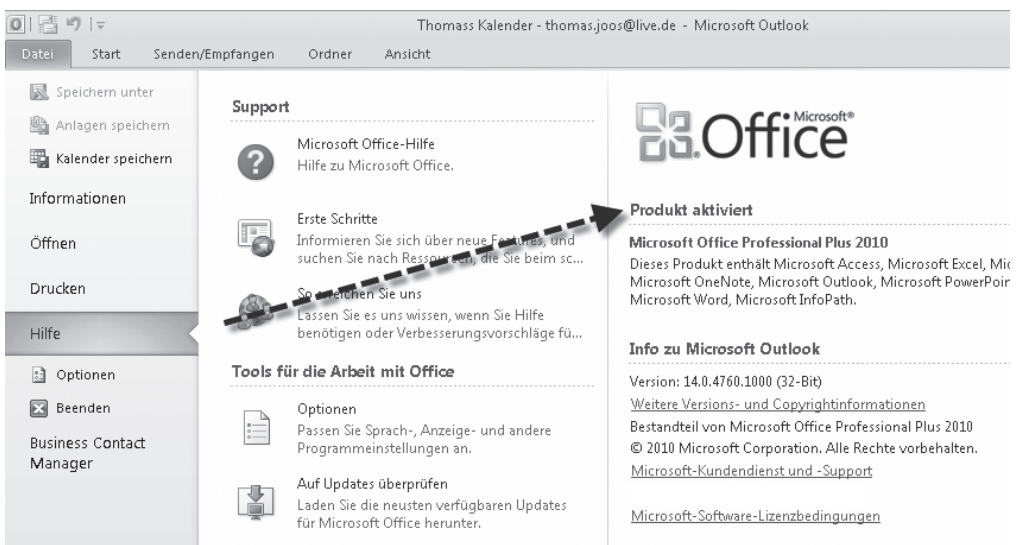 Thomass Kalender - thomas.joos@live.de - Microsoft Outlook
Datei Start Senden/Empfangen Ordner Ansicht
Speichern unter
Anlagen speichern
Kalender speichern
Informationen
Öffnen
Drucken
Hilfe
Optionen
Beenden
Business Contact
Manager
Support
Microsoft Office-Hilfe
Hilfe zu Microsoft Office.
Erste Schritte
Informieren Sie sich über neue Features, und
suchen Sie nach Ressourcen, die Sie beim sc...
So erreichen Sie uns
Lassen Sie es uns wissen, wenn Sie Hilfe
benötigen oder Verbesserungsvorschläge fü...
Tools für die Arbeit mit Office
Optionen
Passen Sie Sprach-, Anzeige- und andere
Programmeinstellungen an.
Auf Updates überprüfen
Laden Sie die neusten verfügbaren Updates
für Microsoft Office herunter.
Microsoft®
Office
Produkt aktiviert
Microsoft Office Professional Plus 2010
Dieses Produkt enthält Microsoft Access, Microsoft Excel, Mic
Microsoft OneNote, Microsoft Outlook, Microsoft PowerPoin
Microsoft Word, Microsoft InfoPath.
Info zu Microsoft Outlook
Version: 14.0.4760.1000 (32-Bit)
Weitere Versions- und Copyrightinformationen
Bestandteil von Microsoft Office Professional Plus 2010
© 2010 Microsoft Corporation. Alle Rechte vorbehalten.
Microsoft-Kundendienst und -Support
Microsoft-Software-Lizenzbedingungen